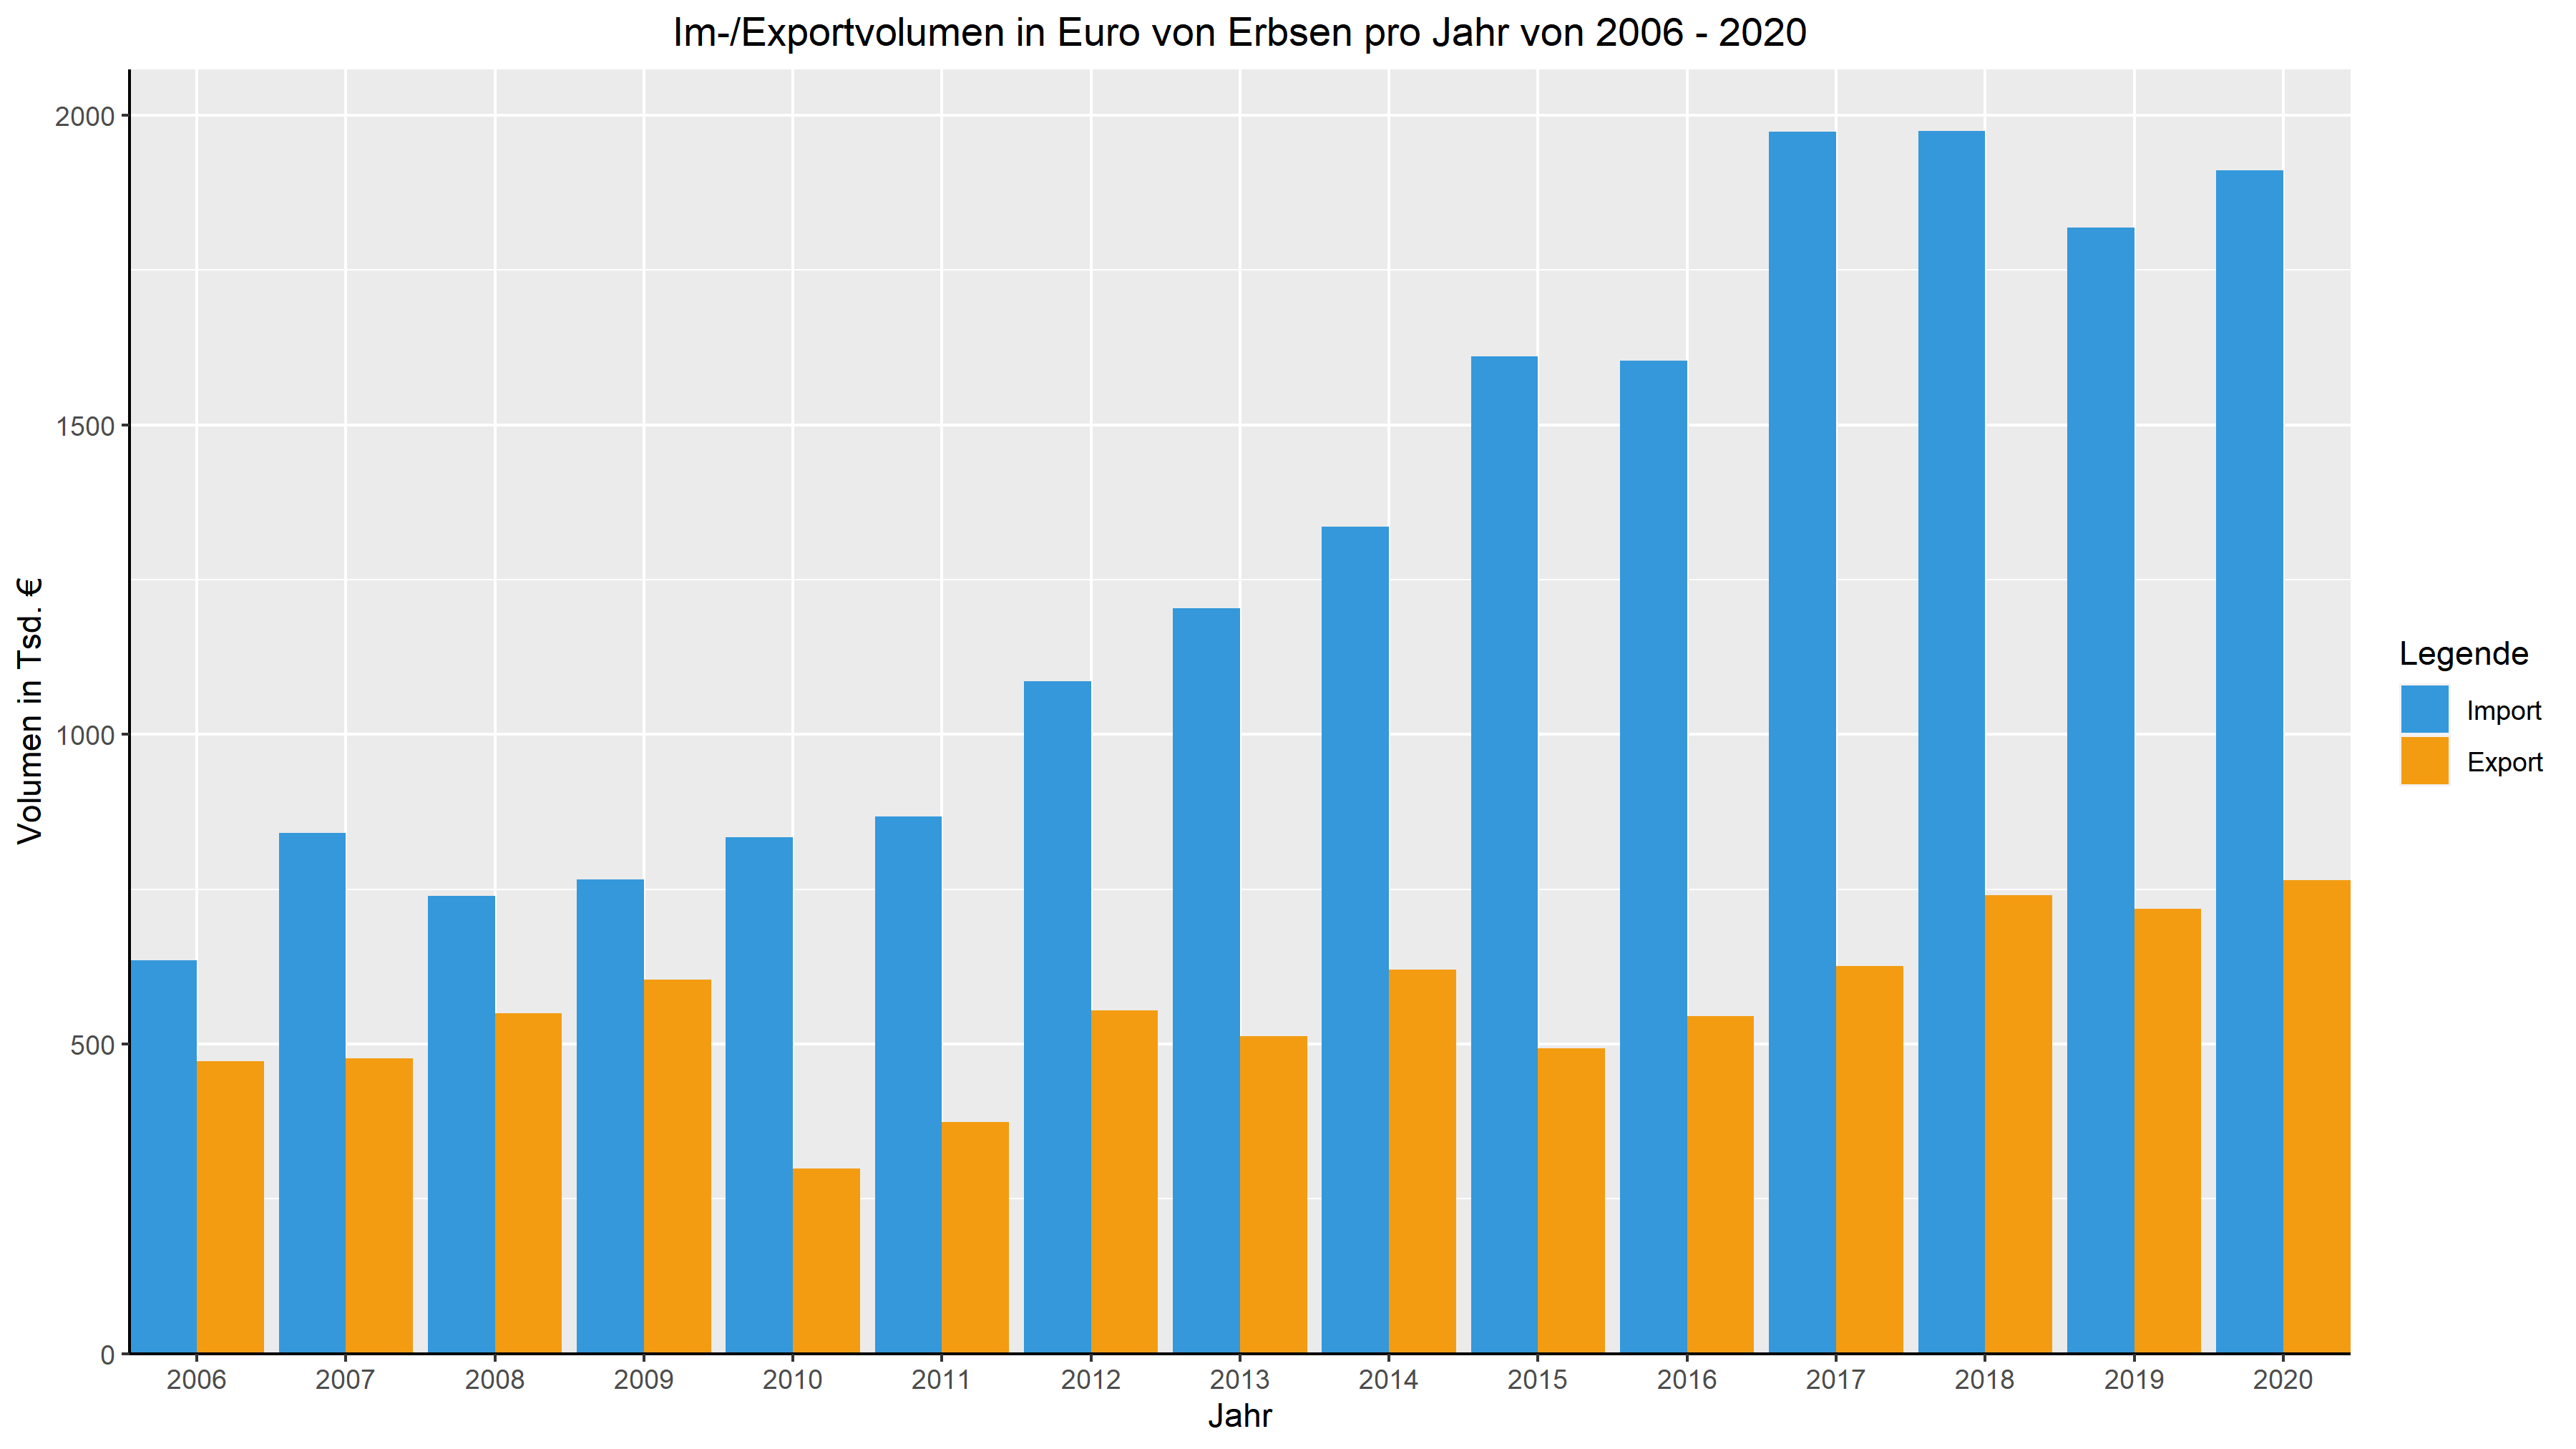 Im-/Exportvolumen in Euro von Erbsen pro Jahr von 2006 - 2020
Volumen in Tsd. €
2000
1500
1000
500
0
2006 2007 2008 2009 2010 2011 2012 2013 2014 2015 2016 2017 2018 2019 2020
Jahr
Legende
Import
Export